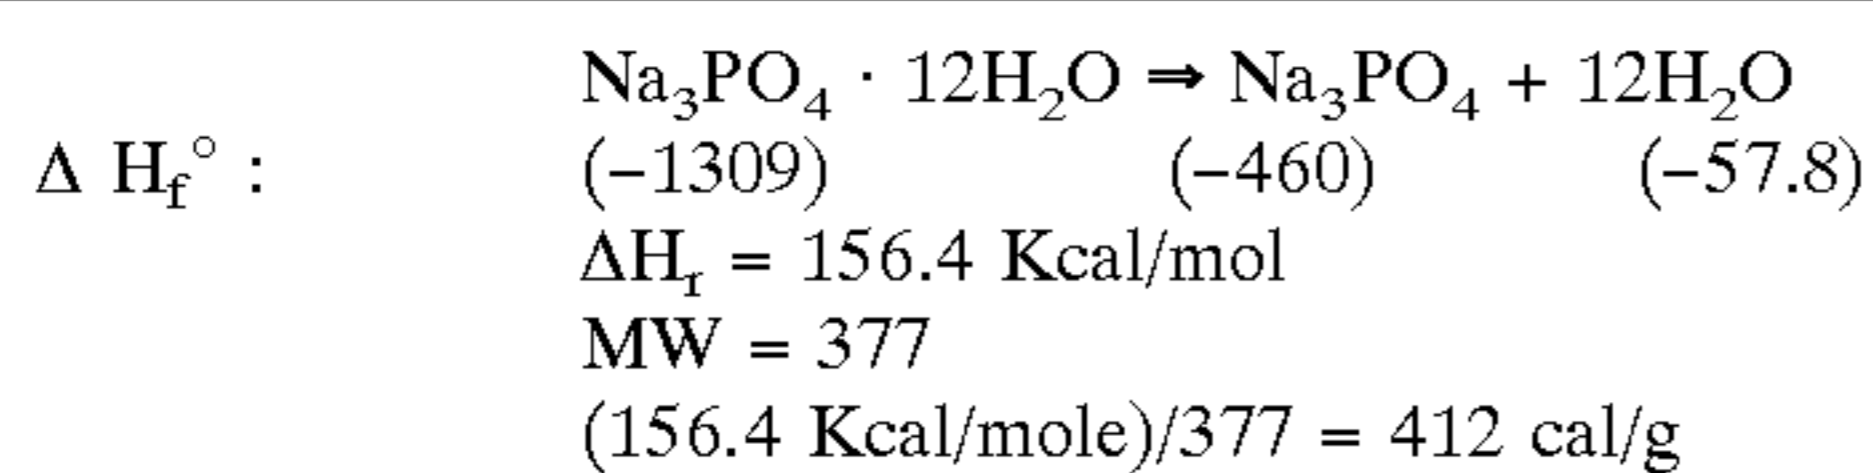 Na₃PO₄ · 12H₂O ⇒ Na₃PO₄ + 12H₂O
Δ H_f° : (−1309) (−460) (−57.8)
ΔHᵣ = 156.4 Kcal/mol
MW = 377
(156.4 Kcal/mole)/377 = 412 cal/g